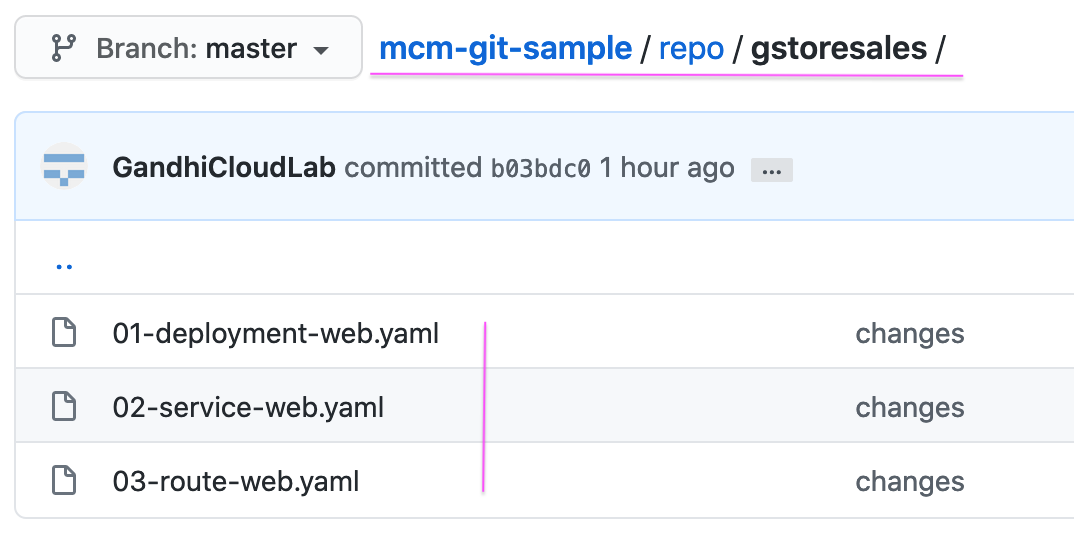 Branch: master mcm-git-sample / repo / gstoresales /
GandhiCloudLab committed b03bdc0 1 hour ago ...
..
01-deployment-web.yaml changes
02-service-web.yaml changes
03-route-web.yaml changes